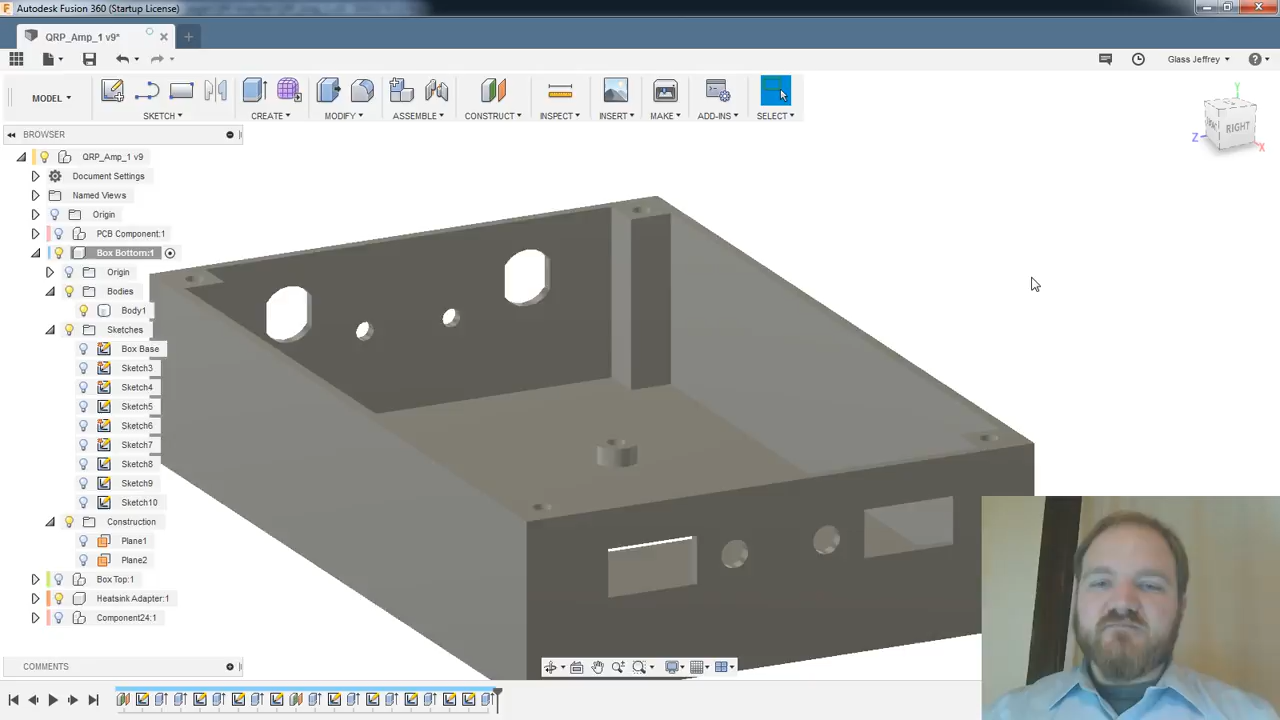 Autodesk Fusion 360 (Startup License)
QRP_Amp_1 v9*
Glass Jeffrey
MODEL
SKETCH
CREATE
MODIFY
ASSEMBLE
CONSTRUCT
INSPECT
INSERT
MAKE
ADD-INS
SELECT
Y
RIGHT
Z
X
BROWSER
QRP_Amp_1 v9
Document Settings
Named Views
Origin
PCB Component:1
Box Bottom:1
Origin
Bodies
Body1
Sketches
Box Base
Sketch3
Sketch4
Sketch5
Sketch6
Sketch7
Sketch8
Sketch9
Sketch10
Construction
Plane1
Plane2
Box Top:1
Heatsink Adapter:1
Component24:1
COMMENTS